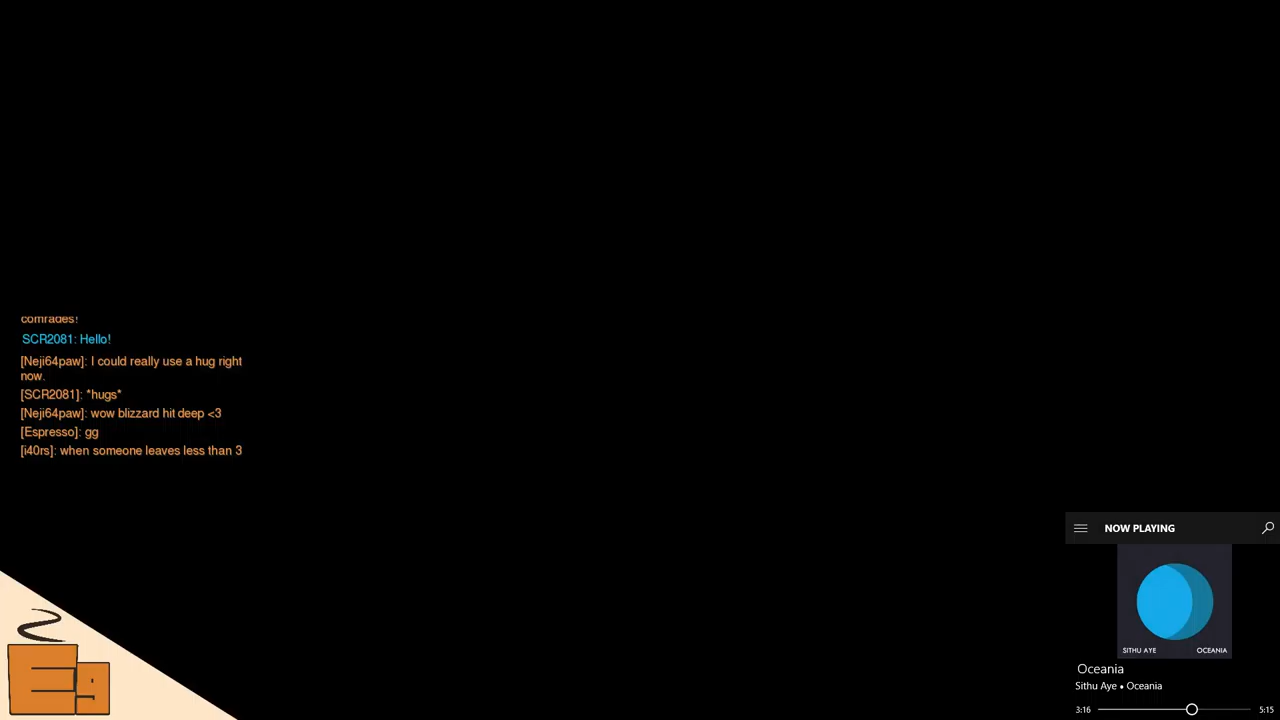 comrades!
SCR2081: Hello!
[Neji64paw]: I could really use a hug right
now.
[SCR2081]: *hugs*
[Neji64paw]: wow blizzard hit deep <3
[Espresso]: gg
[i40rs]: when someone leaves less than 3
NOW PLAYING
SITHU AYE OCEANIA
Oceania
Sithu Aye • Oceania
3:16 5:15
Eg